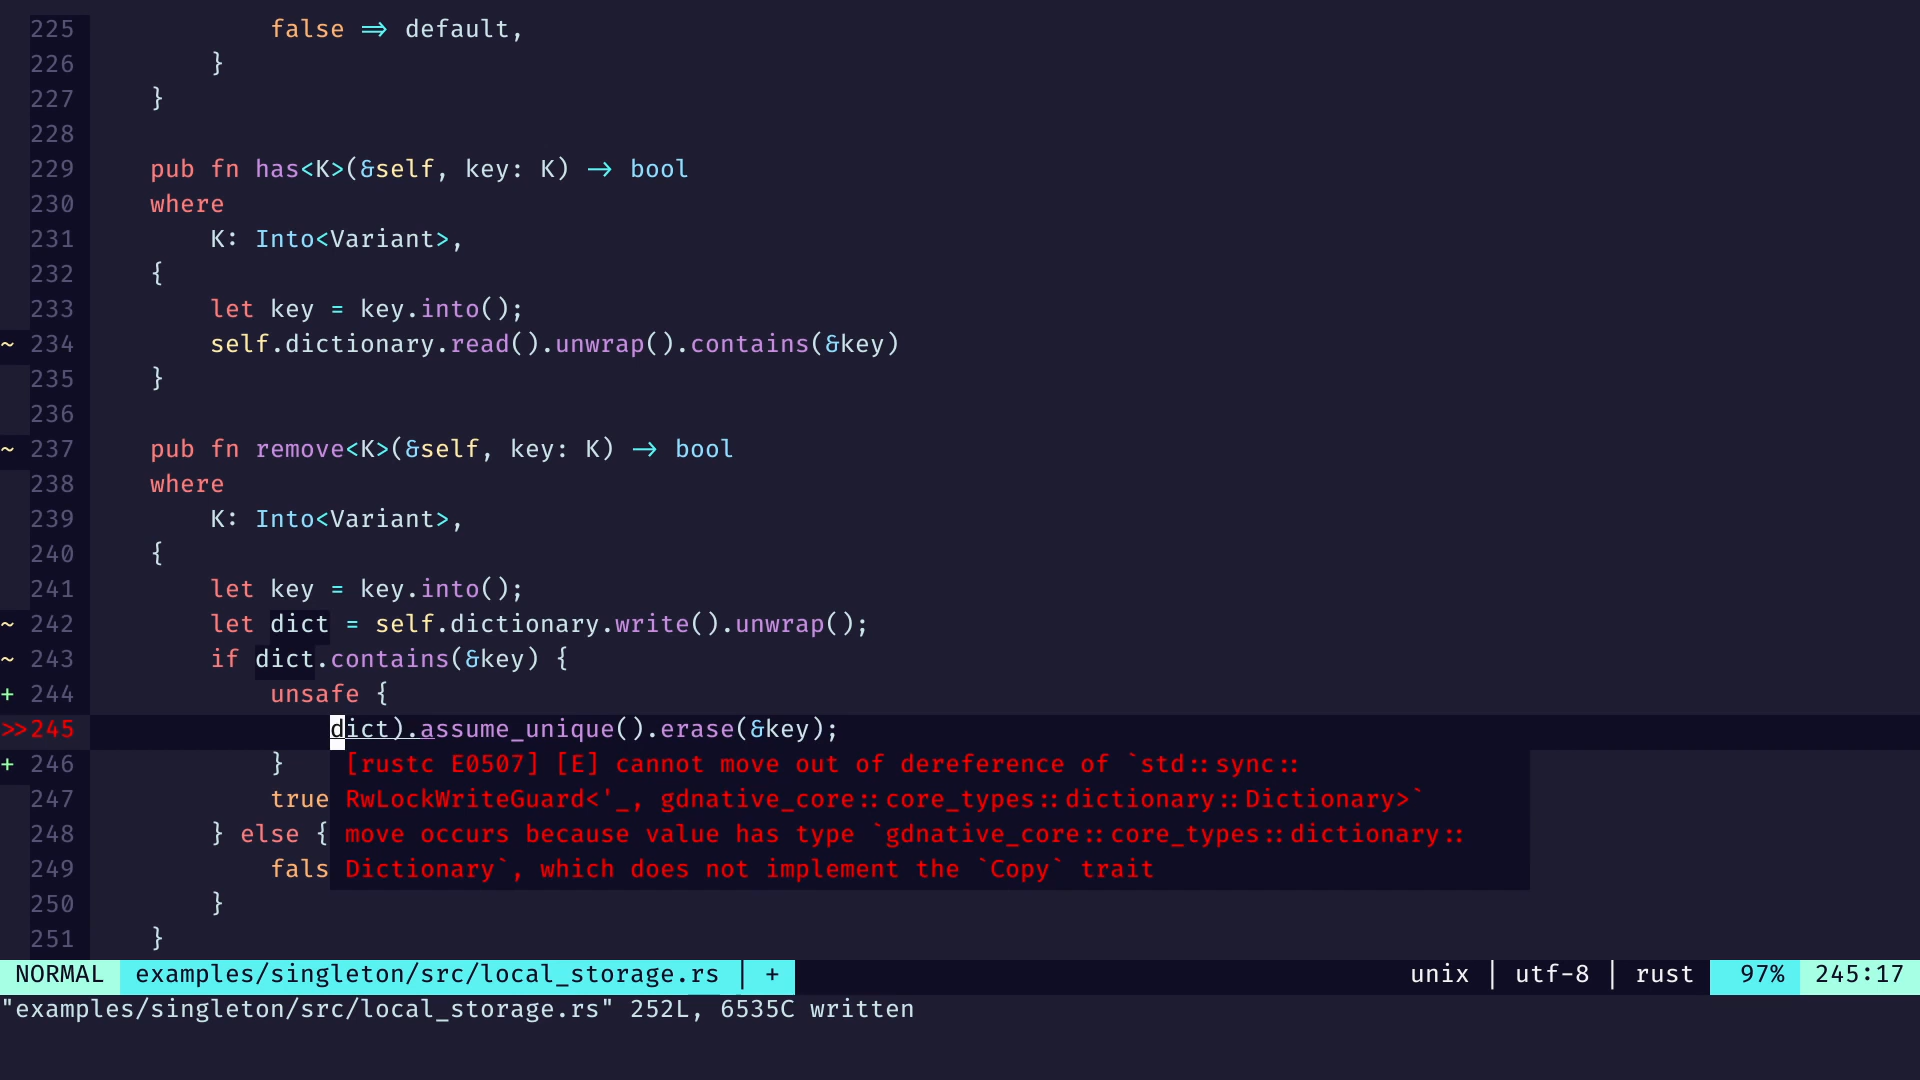 225             false => default,
226         }
227     }
228
229     pub fn has<K>(&self, key: K) -> bool
230     where
231         K: Into<Variant>,
232     {
233         let key = key.into();
~ 234         self.dictionary.read().unwrap().contains(&key)
235     }
236
~ 237     pub fn remove<K>(&self, key: K) -> bool
238     where
239         K: Into<Variant>,
240     {
241         let key = key.into();
~ 242         let dict = self.dictionary.write().unwrap();
~ 243         if dict.contains(&key) {
+ 244             unsafe {
>>245                 dict).assume_unique().erase(&key);
+ 246             }   [rustc E0507] [E] cannot move out of dereference of `std::sync::
247             true RwLockWriteGuard<'_, gdnative_core::core_types::dictionary::Dictionary>`
248         } else { move occurs because value has type `gdnative_core::core_types::dictionary::
249             fals Dictionary`, which does not implement the `Copy` trait
250         }
251     }
NORMAL examples/singleton/src/local_storage.rs | + unix | utf-8 | rust 97% 245:17
"examples/singleton/src/local_storage.rs" 252L, 6535C written